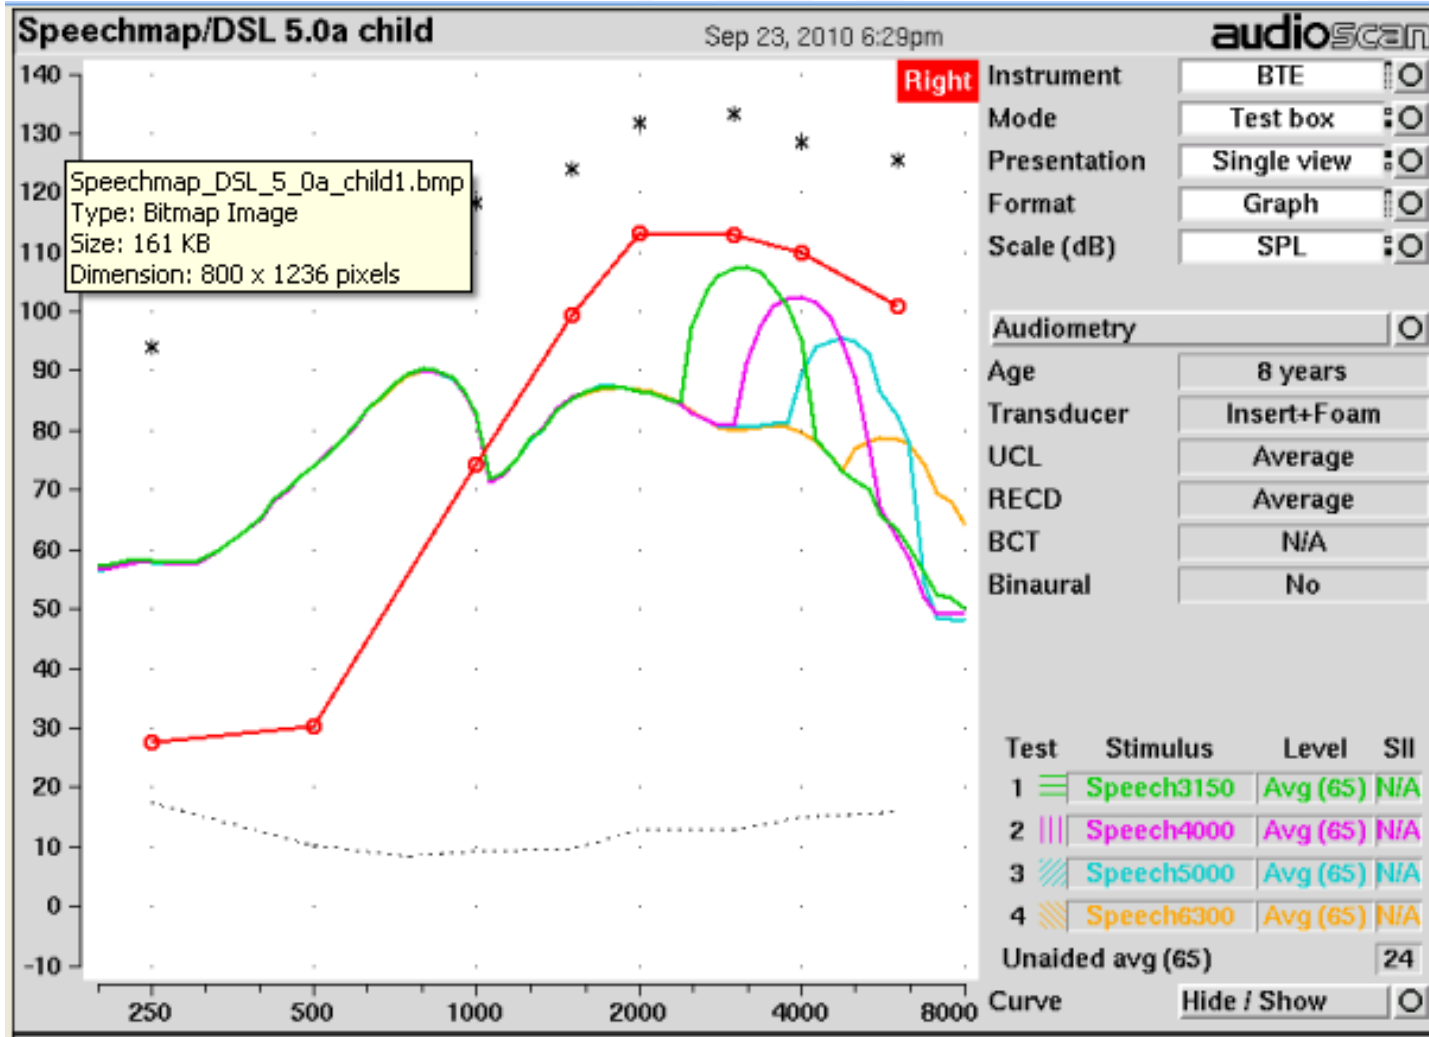 Speechmap/DSL 5.0a child
Sep 23, 2010 6:29pm
audioscan
140
130
120
110
100
90
80
70
60
50
40
30
20
10
0
-10
250
500
1000
2000
4000
8000
Right
Speechmap_DSL_5_0a_child1.bmp
Type: Bitmap Image
Size: 161 KB
Dimension: 800 x 1236 pixels
Instrument BTE
Mode Test box
Presentation Single view
Format Graph
Scale (dB) SPL
Audiometry
Age 8 years
Transducer Insert+Foam
UCL Average
RECD Average
BCT N/A
Binaural No
Test Stimulus Level SII
1 Speech3150 Avg (65) N/A
2 Speech4000 Avg (65) N/A
3 Speech5000 Avg (65) N/A
4 Speech6300 Avg (65) N/A
Unaided avg (65) 24
Curve Hide / Show